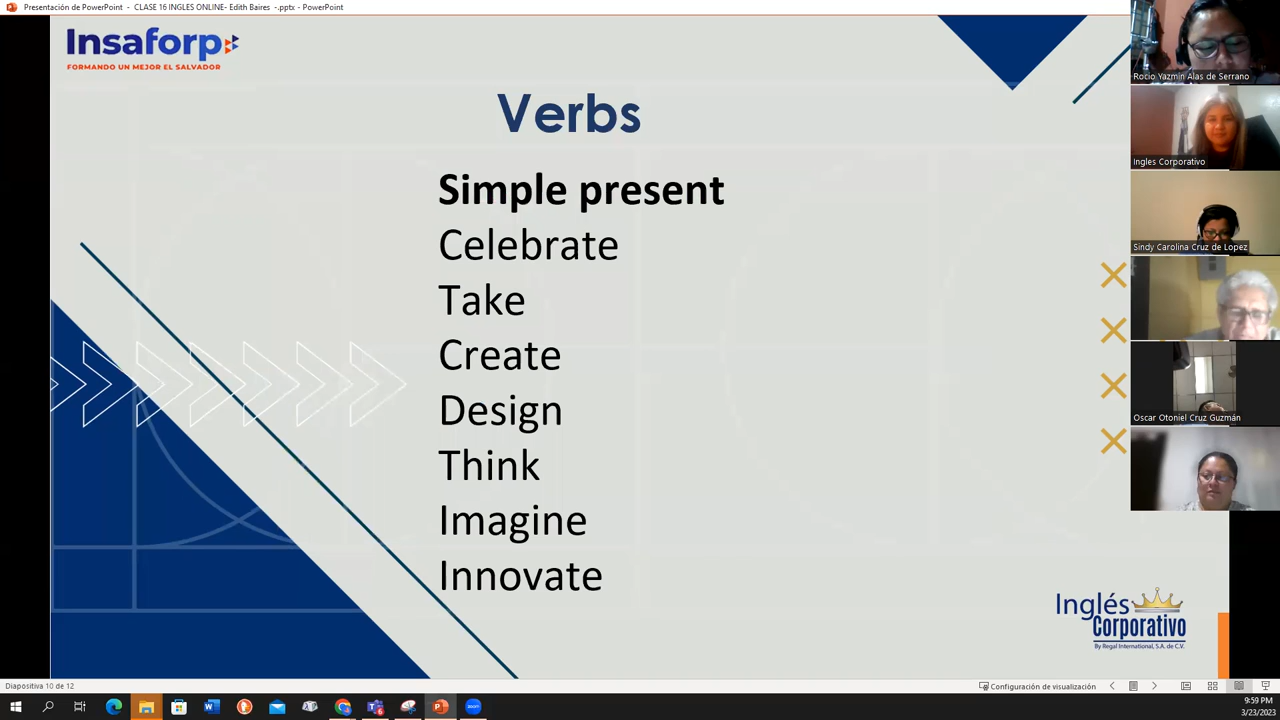 Presentación de PowerPoint - CLASE 16 INGLES ONLINE- Edith Baires -.pptx - PowerPoint
Insaforp
FORMANDO UN MEJOR EL SALVADOR
Verbs
Simple present
Celebrate
Take
Create
Design
Think
Imagine
Innovate
Rocio Yazmín Alas de Serrano
Ingles Corporativo
Sindy Carolina Cruz de Lopez
Oscar Otoniel Cruz Guzmán
Inglés
Corporativo
By Regal International, S.A. de C.V.
Diapositiva 10 de 12
Configuración de visualización
9:59 PM
3/23/2023